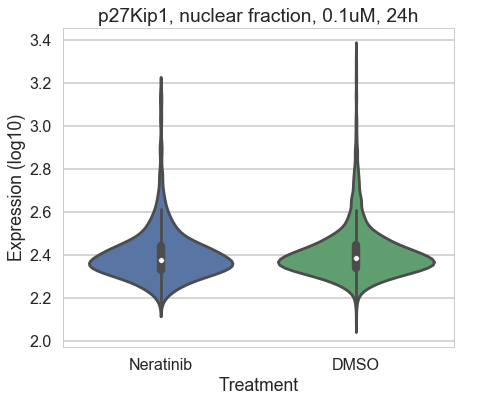 p27Kip1, nuclear fraction, 0.1uM, 24h
Expression (log10)
3.4
3.2
3.0
2.8
2.6
2.4
2.2
2.0
Neratinib DMSO
Treatment